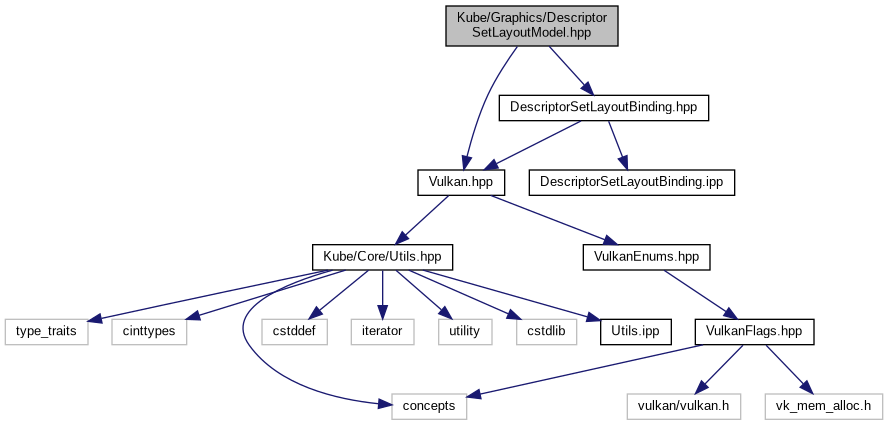 Kube/Graphics/Descriptor
SetLayoutModel.hpp
DescriptorSetLayoutBinding.hpp
Vulkan.hpp
DescriptorSetLayoutBinding.ipp
Kube/Core/Utils.hpp
VulkanEnums.hpp
type_traits
cinttypes
cstddef
iterator
utility
cstdlib
Utils.ipp
VulkanFlags.hpp
concepts
vulkan/vulkan.h
vk_mem_alloc.h